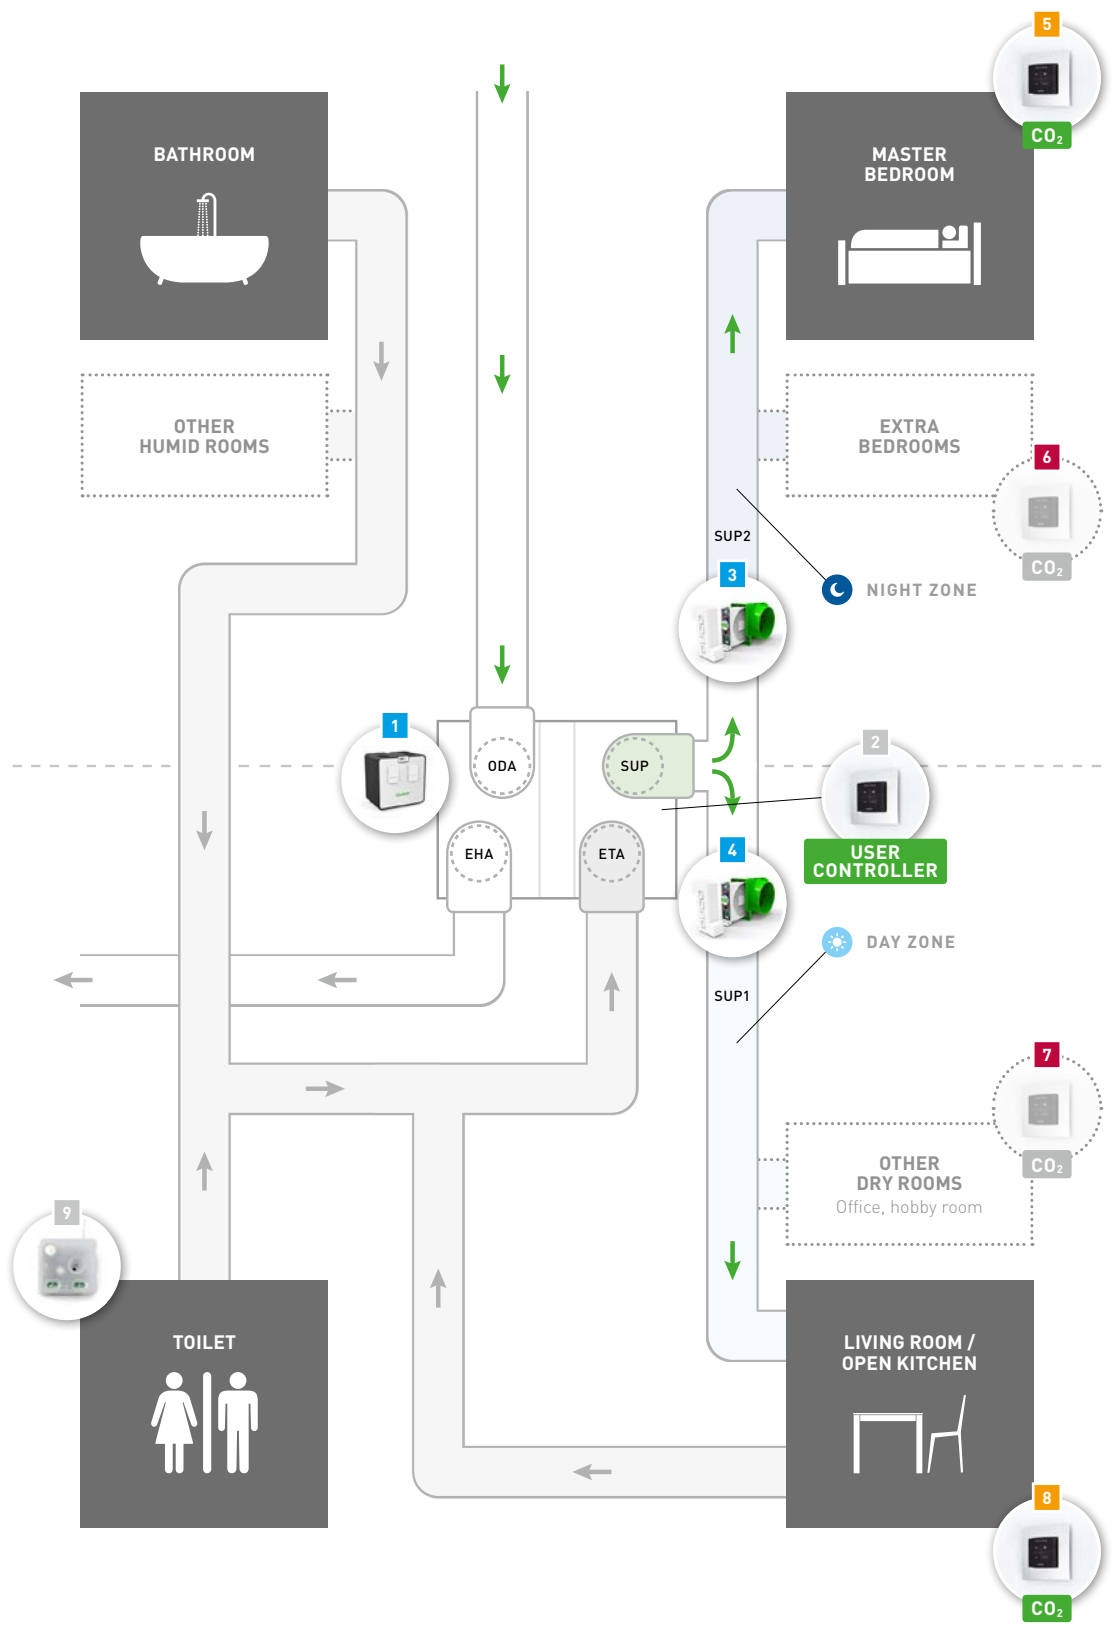 5
CO₂
BATHROOM
MASTER
BEDROOM
OTHER
HUMID ROOMS
EXTRA
BEDROOMS
6
CO₂
SUP2
3
NIGHT ZONE
1
2
ODA
SUP
USER
CONTROLLER
EHA
ETA
4
DAY ZONE
SUP1
7
CO₂
OTHER
DRY ROOMS
Office, hobby room
9
TOILET
LIVING ROOM /
OPEN KITCHEN
8
CO₂